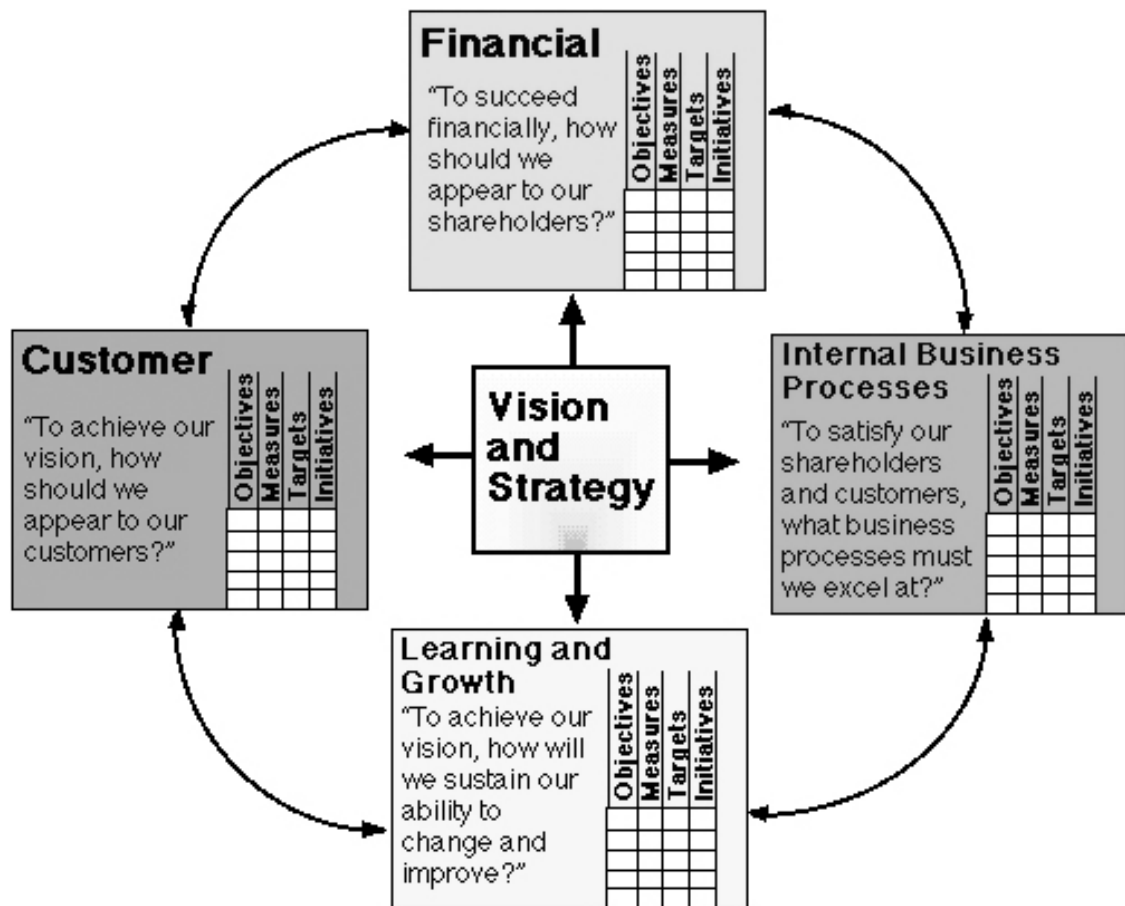 Financial
“To succeed
financially, how
should we
appear to our
shareholders?”
Objectives
Measures
Targets
Initiatives
Customer
“To achieve our
vision, how
should we
appear to our
customers?”
Objectives
Measures
Targets
Initiatives
Vision
and
Strategy
Internal Business
Processes
“To satisfy our
shareholders
and customers,
what business
processes must
we excel at?”
Objectives
Measures
Targets
Initiatives
Learning and
Growth
“To achieve our
vision, how will
we sustain our
ability to
change and
improve?”
Objectives
Measures
Targets
Initiatives